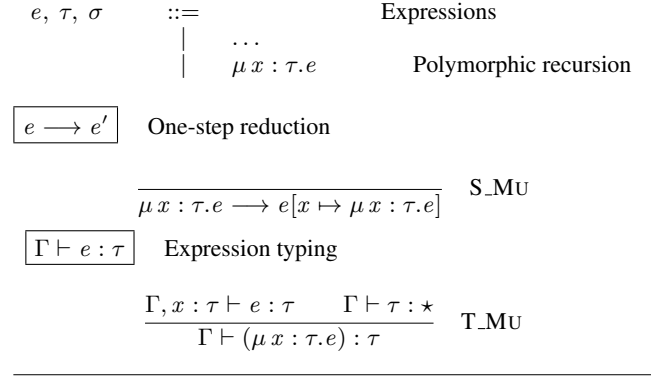 e, τ, σ ::= Expressions
| ...
| μ x : τ.e Polymorphic recursion
e ⟶ e′ One-step reduction
μ x : τ.e ⟶ e[x ↦ μ x : τ.e] S_MU
Γ ⊢ e : τ Expression typing
Γ, x : τ ⊢ e : τ Γ ⊢ τ : ⋆
Γ ⊢ (μ x : τ.e) : τ T_MU